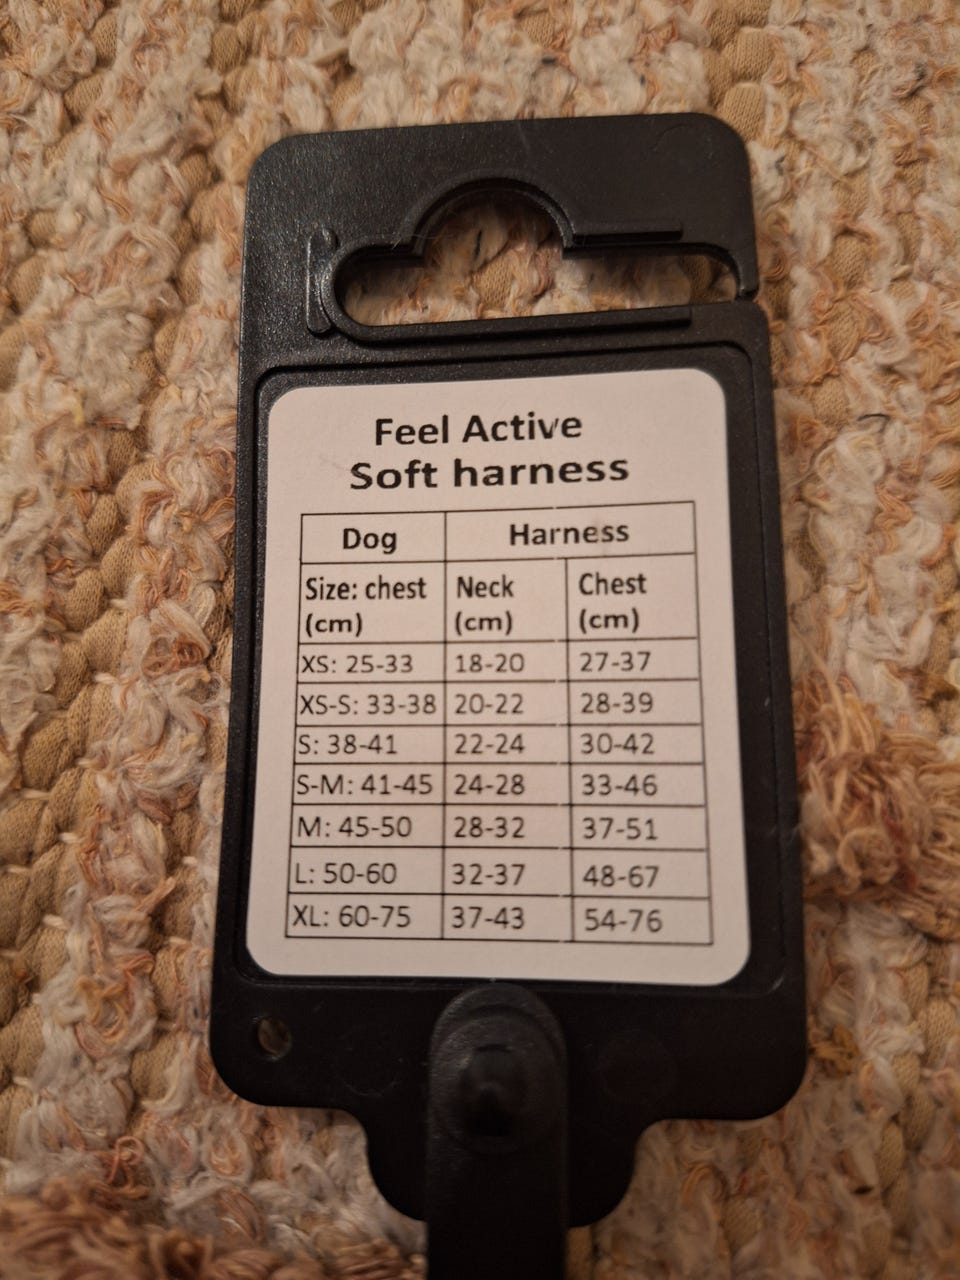 Feel Active
Soft harness
Dog Harness
Size: chest (cm) Neck (cm) Chest (cm)
XS: 25-33 18-20 27-37
XS-S: 33-38 20-22 28-39
S: 38-41 22-24 30-42
S-M: 41-45 24-28 33-46
M: 45-50 28-32 37-51
L: 50-60 32-37 48-67
XL: 60-75 37-43 54-76